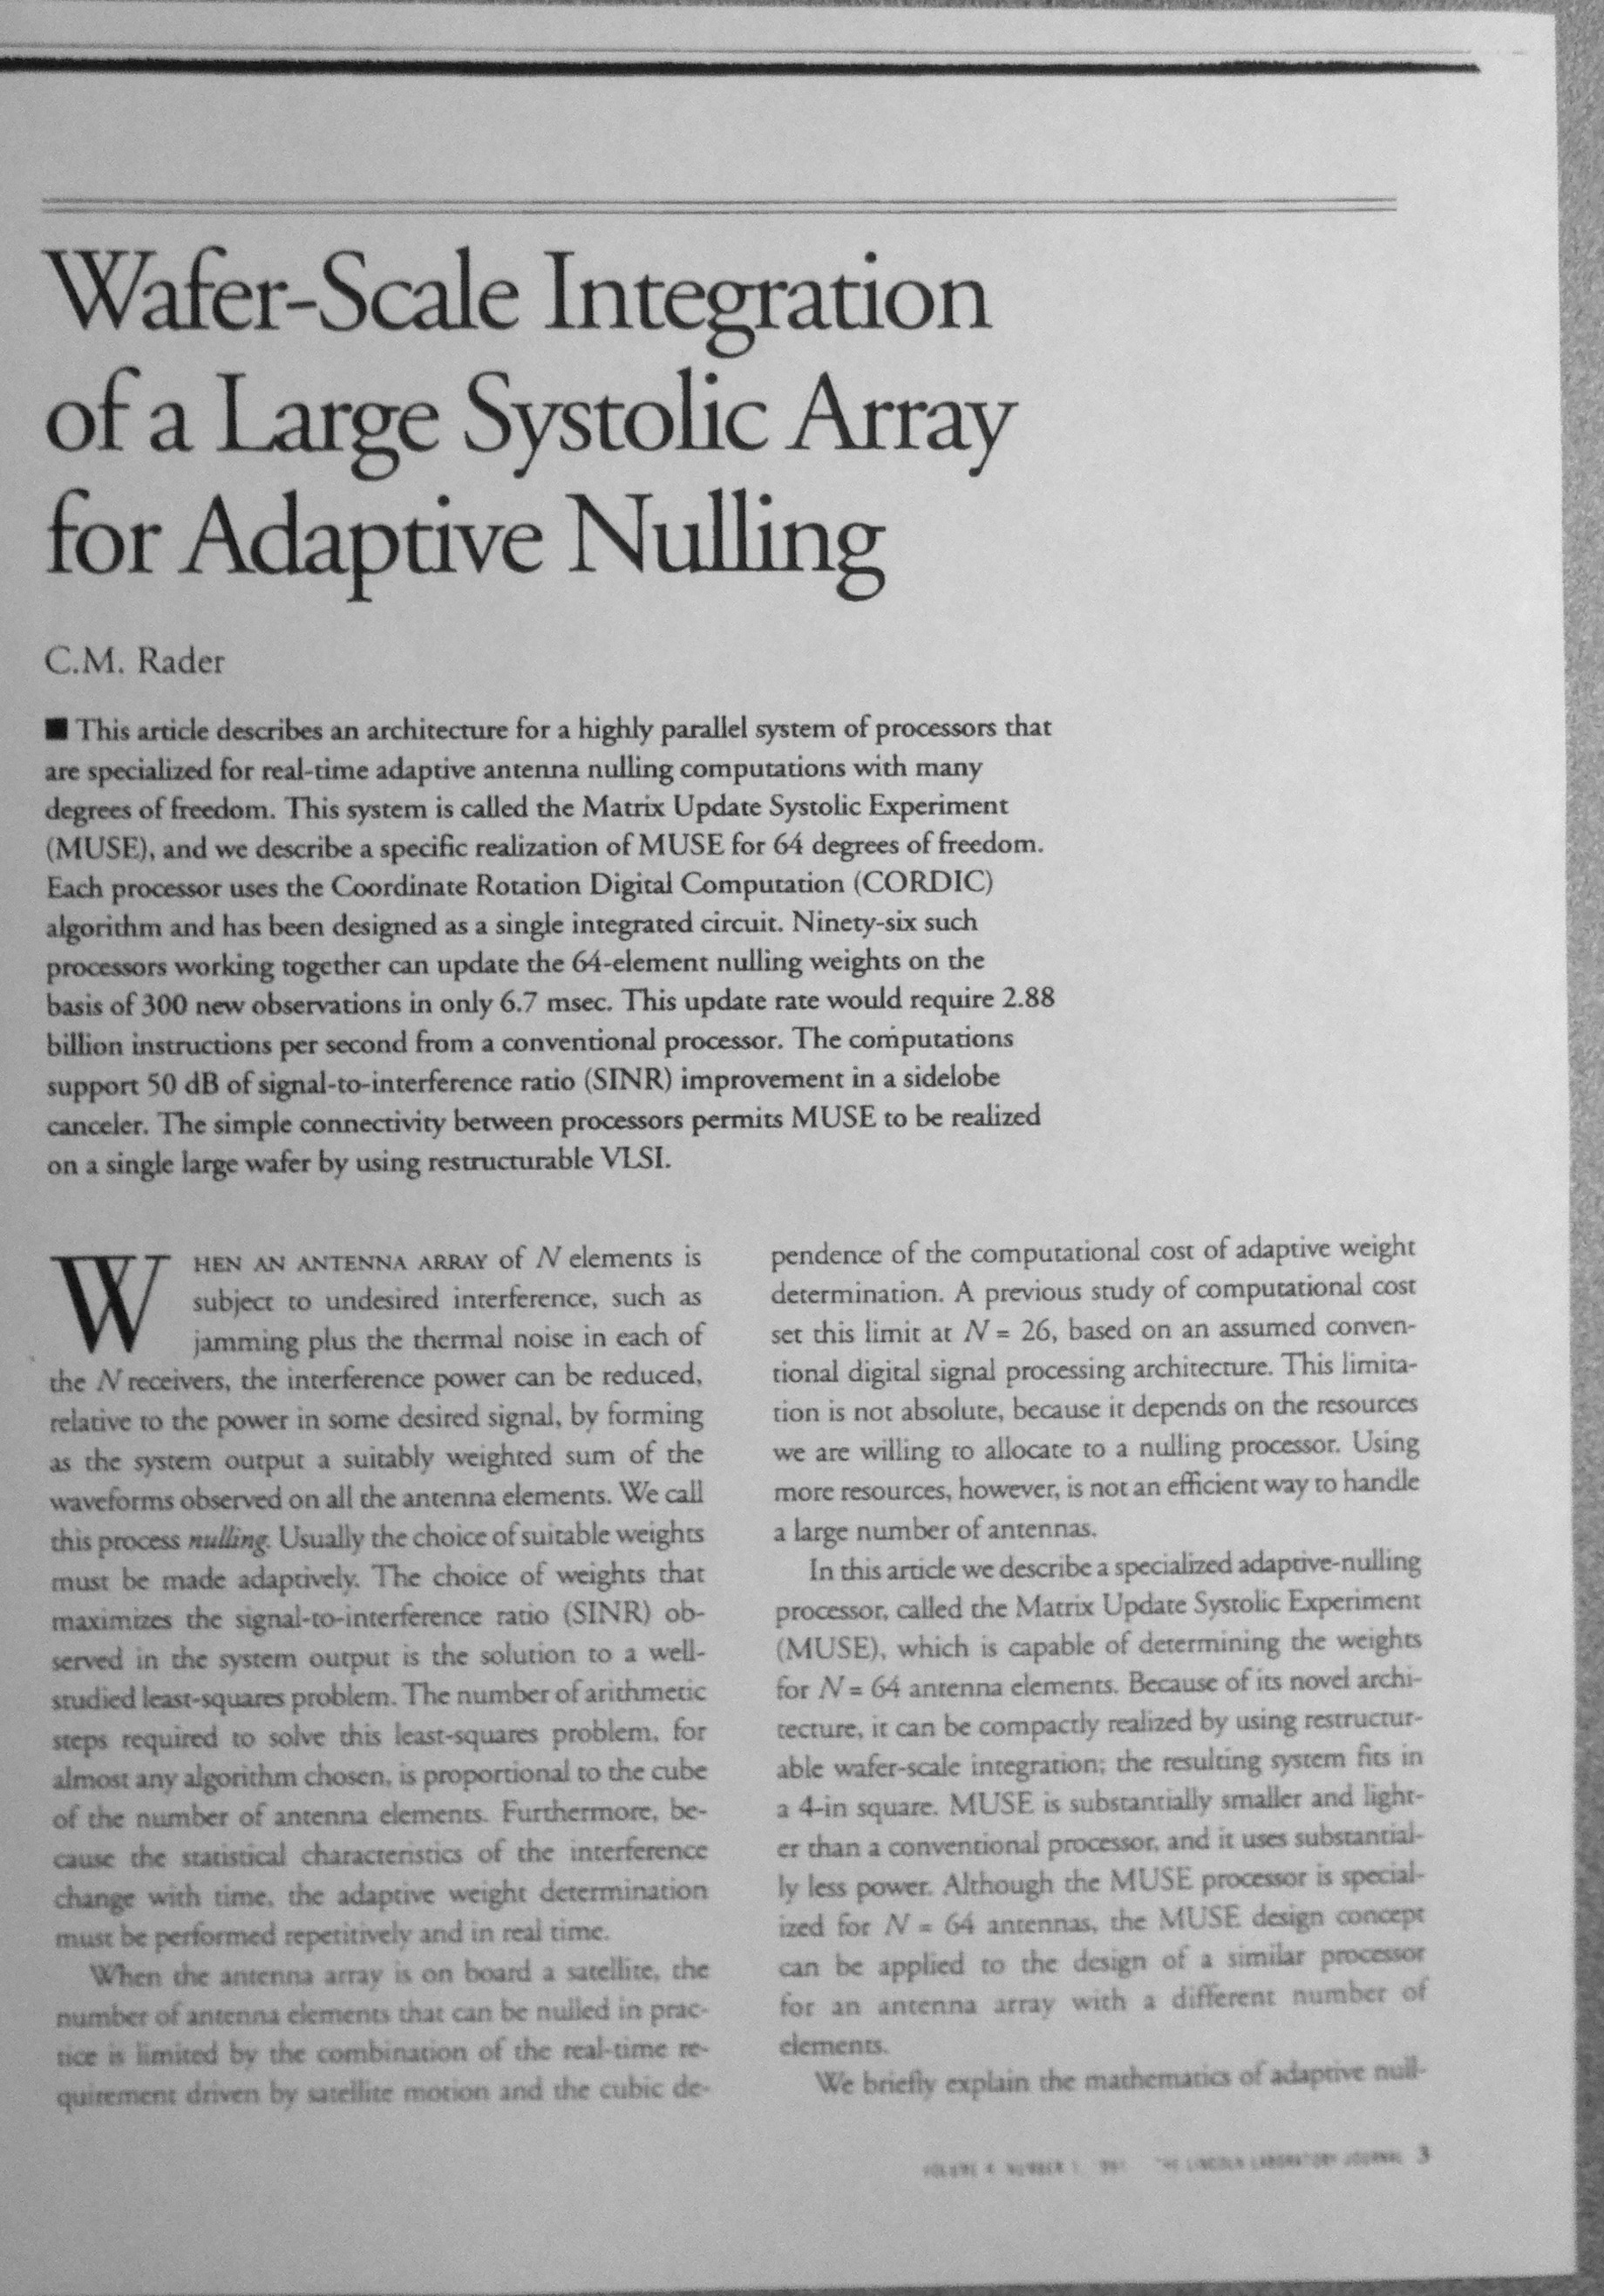 Wafer-Scale Integration
of a Large Systolic Array
for Adaptive Nulling
C.M. Rader
■ This article describes an architecture for a highly parallel system of processors that
are specialized for real-time adaptive antenna nulling computations with many
degrees of freedom. This system is called the Matrix Update Systolic Experiment
(MUSE), and we describe a specific realization of MUSE for 64 degrees of freedom.
Each processor uses the Coordinate Rotation Digital Computation (CORDIC)
algorithm and has been designed as a single integrated circuit. Ninety-six such
processors working together can update the 64-element nulling weights on the
basis of 300 new observations in only 6.7 msec. This update rate would require 2.88
billion instructions per second from a conventional processor. The computations
support 50 dB of signal-to-interference ratio (SINR) improvement in a sidelobe
canceler. The simple connectivity between processors permits MUSE to be realized
on a single large wafer by using restructurable VLSI.
WHEN AN ANTENNA ARRAY of N elements is
subject to undesired interference, such as
jamming plus the thermal noise in each of
the N receivers, the interference power can be reduced,
relative to the power in some desired signal, by forming
as the system output a suitably weighted sum of the
waveforms observed on all the antenna elements. We call
this process nulling. Usually the choice of suitable weights
must be made adaptively. The choice of weights that
maximizes the signal-to-interference ratio (SINR) ob-
served in the system output is the solution to a well-
studied least-squares problem. The number of arithmetic
steps required to solve this least-squares problem, for
almost any algorithm chosen, is proportional to the cube
of the number of antenna elements. Furthermore, be-
cause the statistical characteristics of the interference
change with time, the adaptive weight determination
must be performed repetitively and in real time.
When the antenna array is on board a satellite, the
number of antenna elements that can be nulled in prac-
tice is limited by the combination of the real-time re-
quirement driven by satellite motion and the cubic de-
pendence of the computational cost of adaptive weight
determination. A previous study of computational cost
set this limit at N = 26, based on an assumed conven-
tional digital signal processing architecture. This limita-
tion is not absolute, because it depends on the resources
we are willing to allocate to a nulling processor. Using
more resources, however, is not an efficient way to handle
a large number of antennas.
In this article we describe a specialized adaptive-nulling
processor, called the Matrix Update Systolic Experiment
(MUSE), which is capable of determining the weights
for N = 64 antenna elements. Because of its novel archi-
tecture, it can be compactly realized by using restructur-
able wafer-scale integration; the resulting system fits in
a 4-in square. MUSE is substantially smaller and light-
er than a conventional processor, and it uses substantial-
ly less power. Although the MUSE processor is special-
ized for N = 64 antennas, the MUSE design concept
can be applied to the design of a similar processor
for an antenna array with a different number of
elements.
We briefly explain the mathematics of adaptive null-
VOLUME 4 NUMBER THE LINCOLN LABORATORY JOURNAL 3